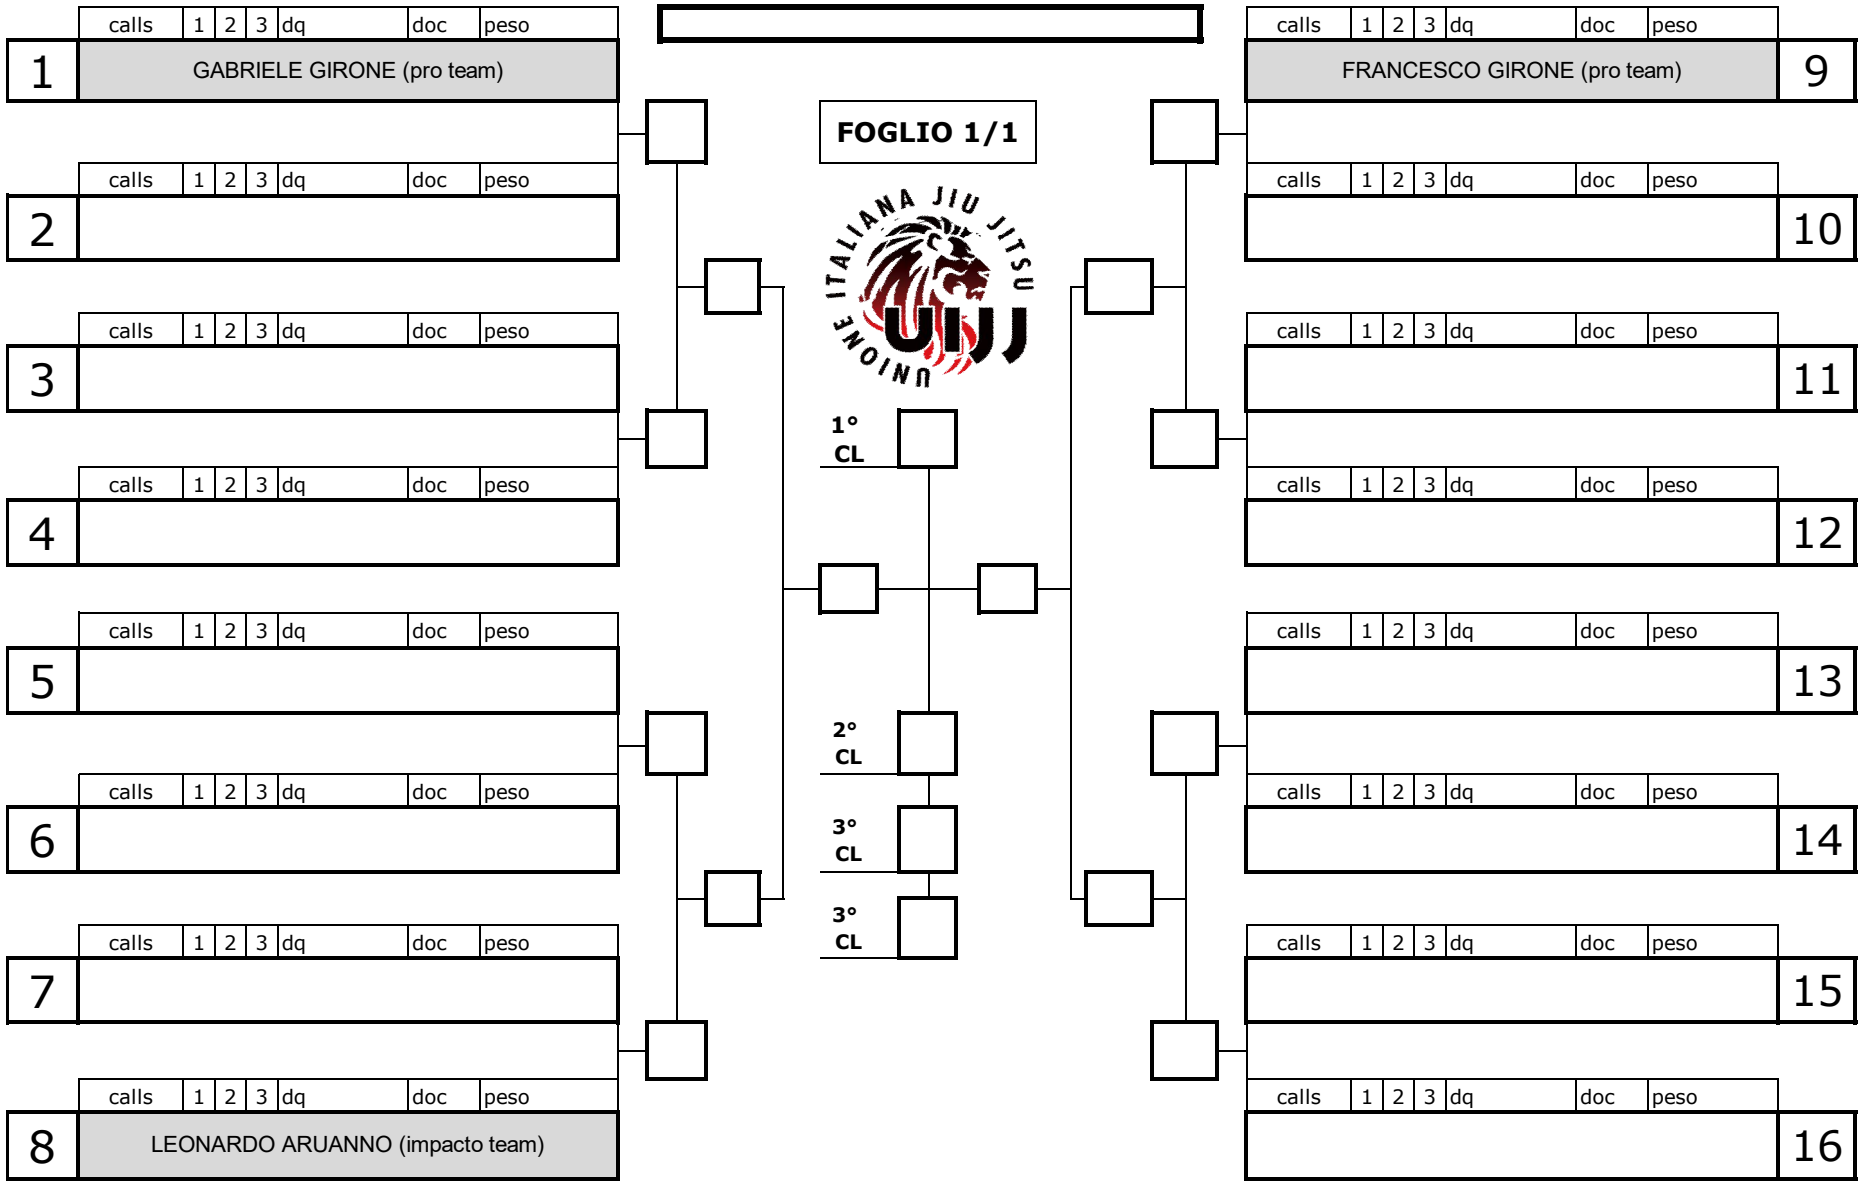 calls 1 2 3 dq doc peso
1 GABRIELE GIRONE (pro team)
calls 1 2 3 dq doc peso
2
calls 1 2 3 dq doc peso
3
calls 1 2 3 dq doc peso
4
calls 1 2 3 dq doc peso
5
calls 1 2 3 dq doc peso
6
calls 1 2 3 dq doc peso
7
calls 1 2 3 dq doc peso
8 LEONARDO ARUANNO (impacto team)
FOGLIO 1/1
UNIONE ITALIANA JIU JITSU
UIJJ
1°
CL
2°
CL
3°
CL
3°
CL
calls 1 2 3 dq doc peso
FRANCESCO GIRONE (pro team) 9
calls 1 2 3 dq doc peso
10
calls 1 2 3 dq doc peso
11
calls 1 2 3 dq doc peso
12
calls 1 2 3 dq doc peso
13
calls 1 2 3 dq doc peso
14
calls 1 2 3 dq doc peso
15
calls 1 2 3 dq doc peso
16